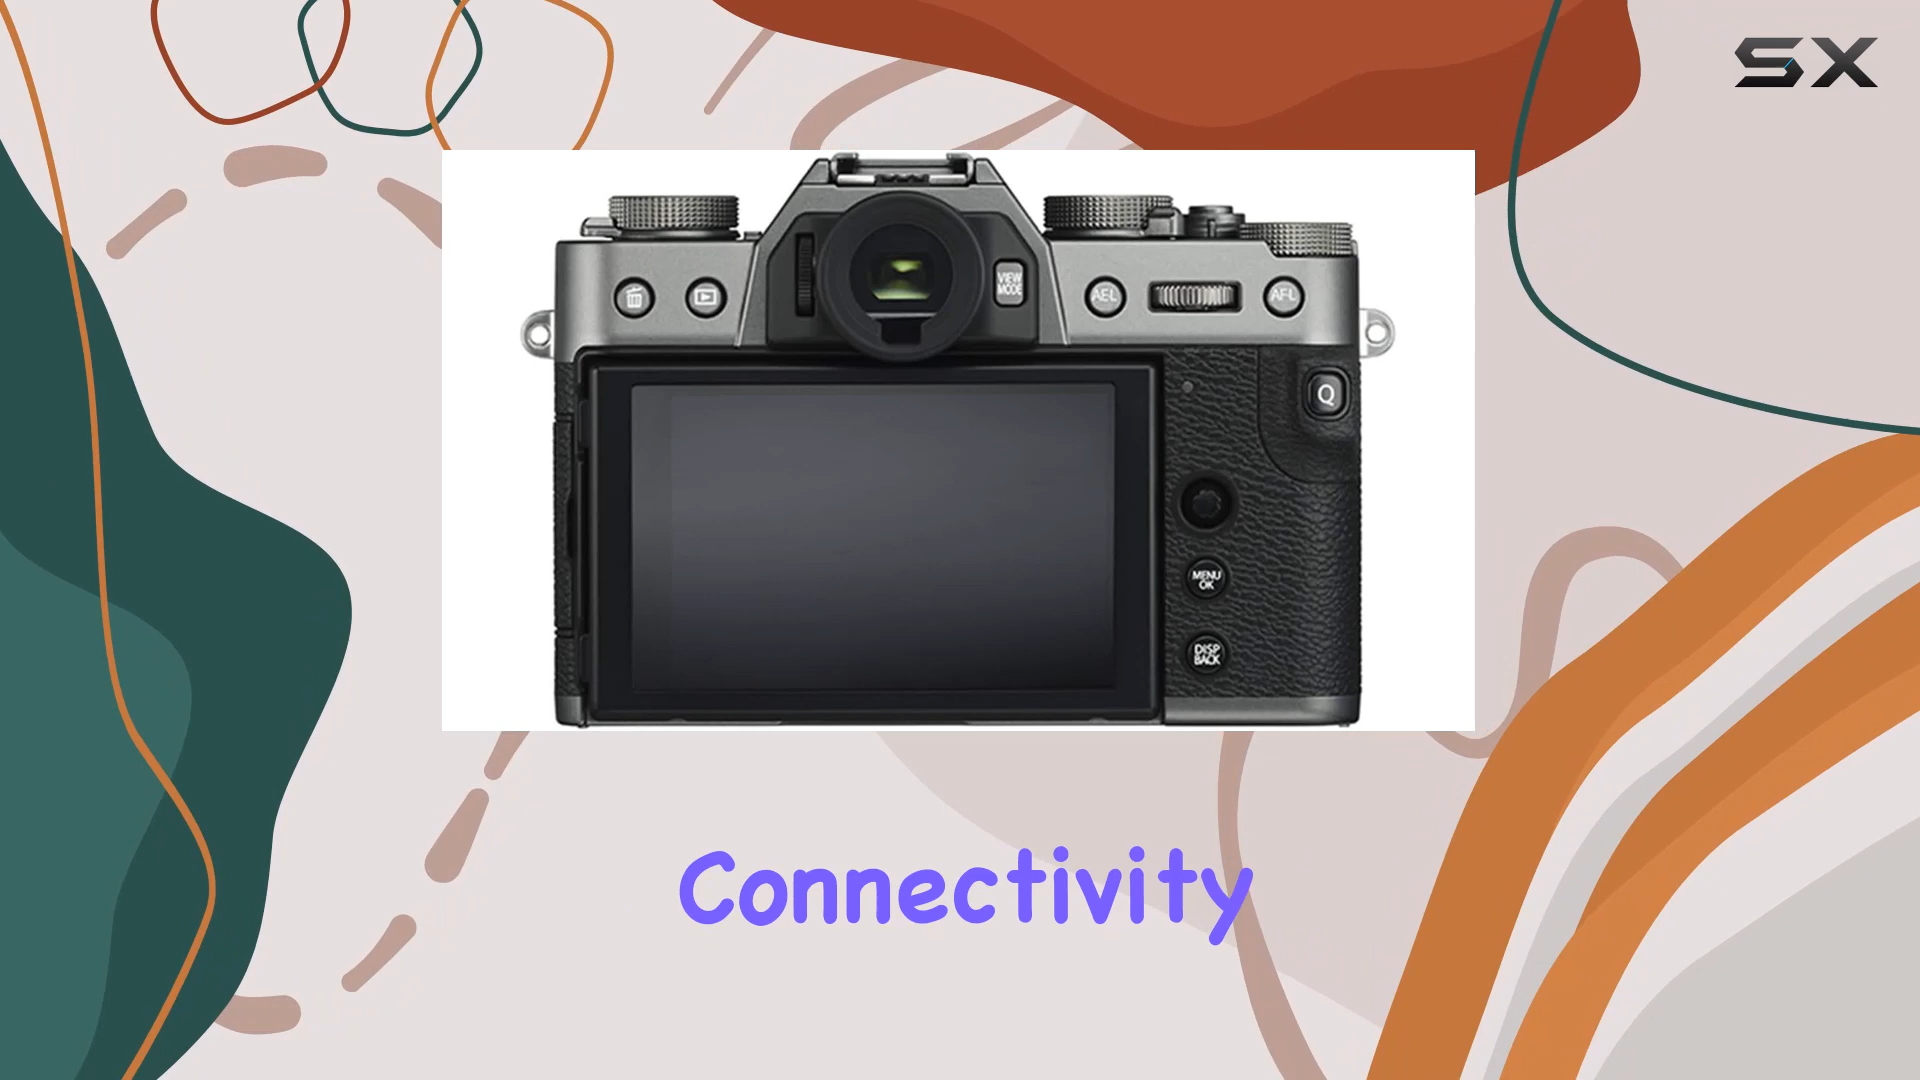 SX
VIEW
MODE
AEL
AFL
Q
MENU
OK
DISP
BACK
Connectivity